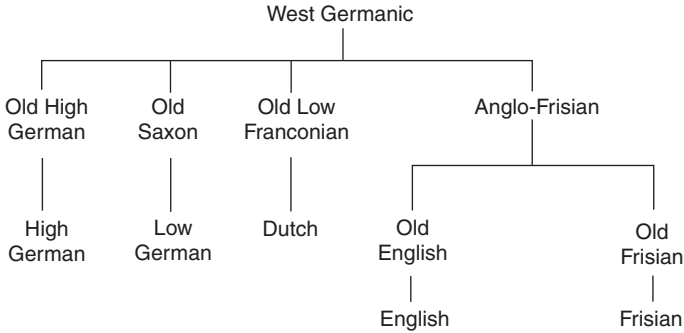 West Germanic
Old High
German
Old
Saxon
Old Low
Franconian
Anglo-Frisian
High
German
Low
German
Dutch
Old
English
Old
Frisian
English
Frisian